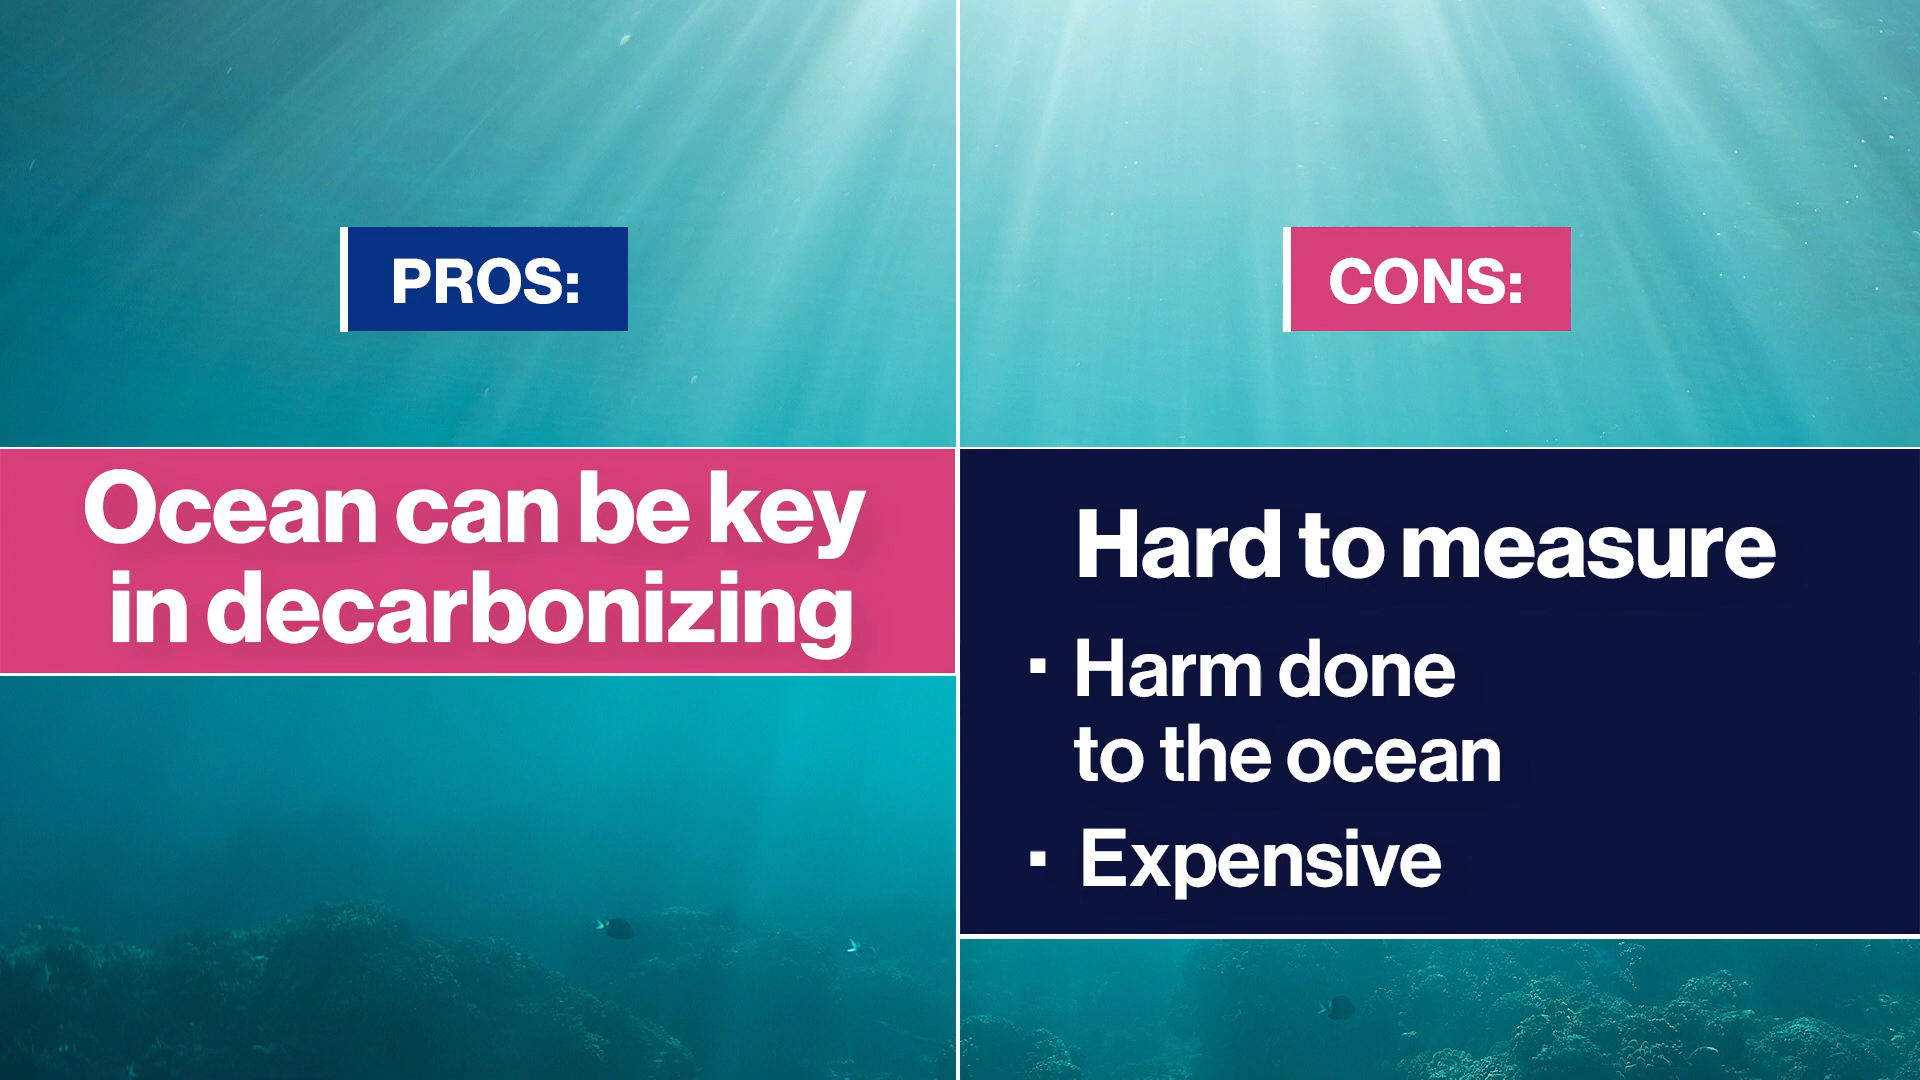 PROS:
Ocean can be key
in decarbonizing
CONS:
Hard to measure
▪ Harm done
to the ocean
▪ Expensive